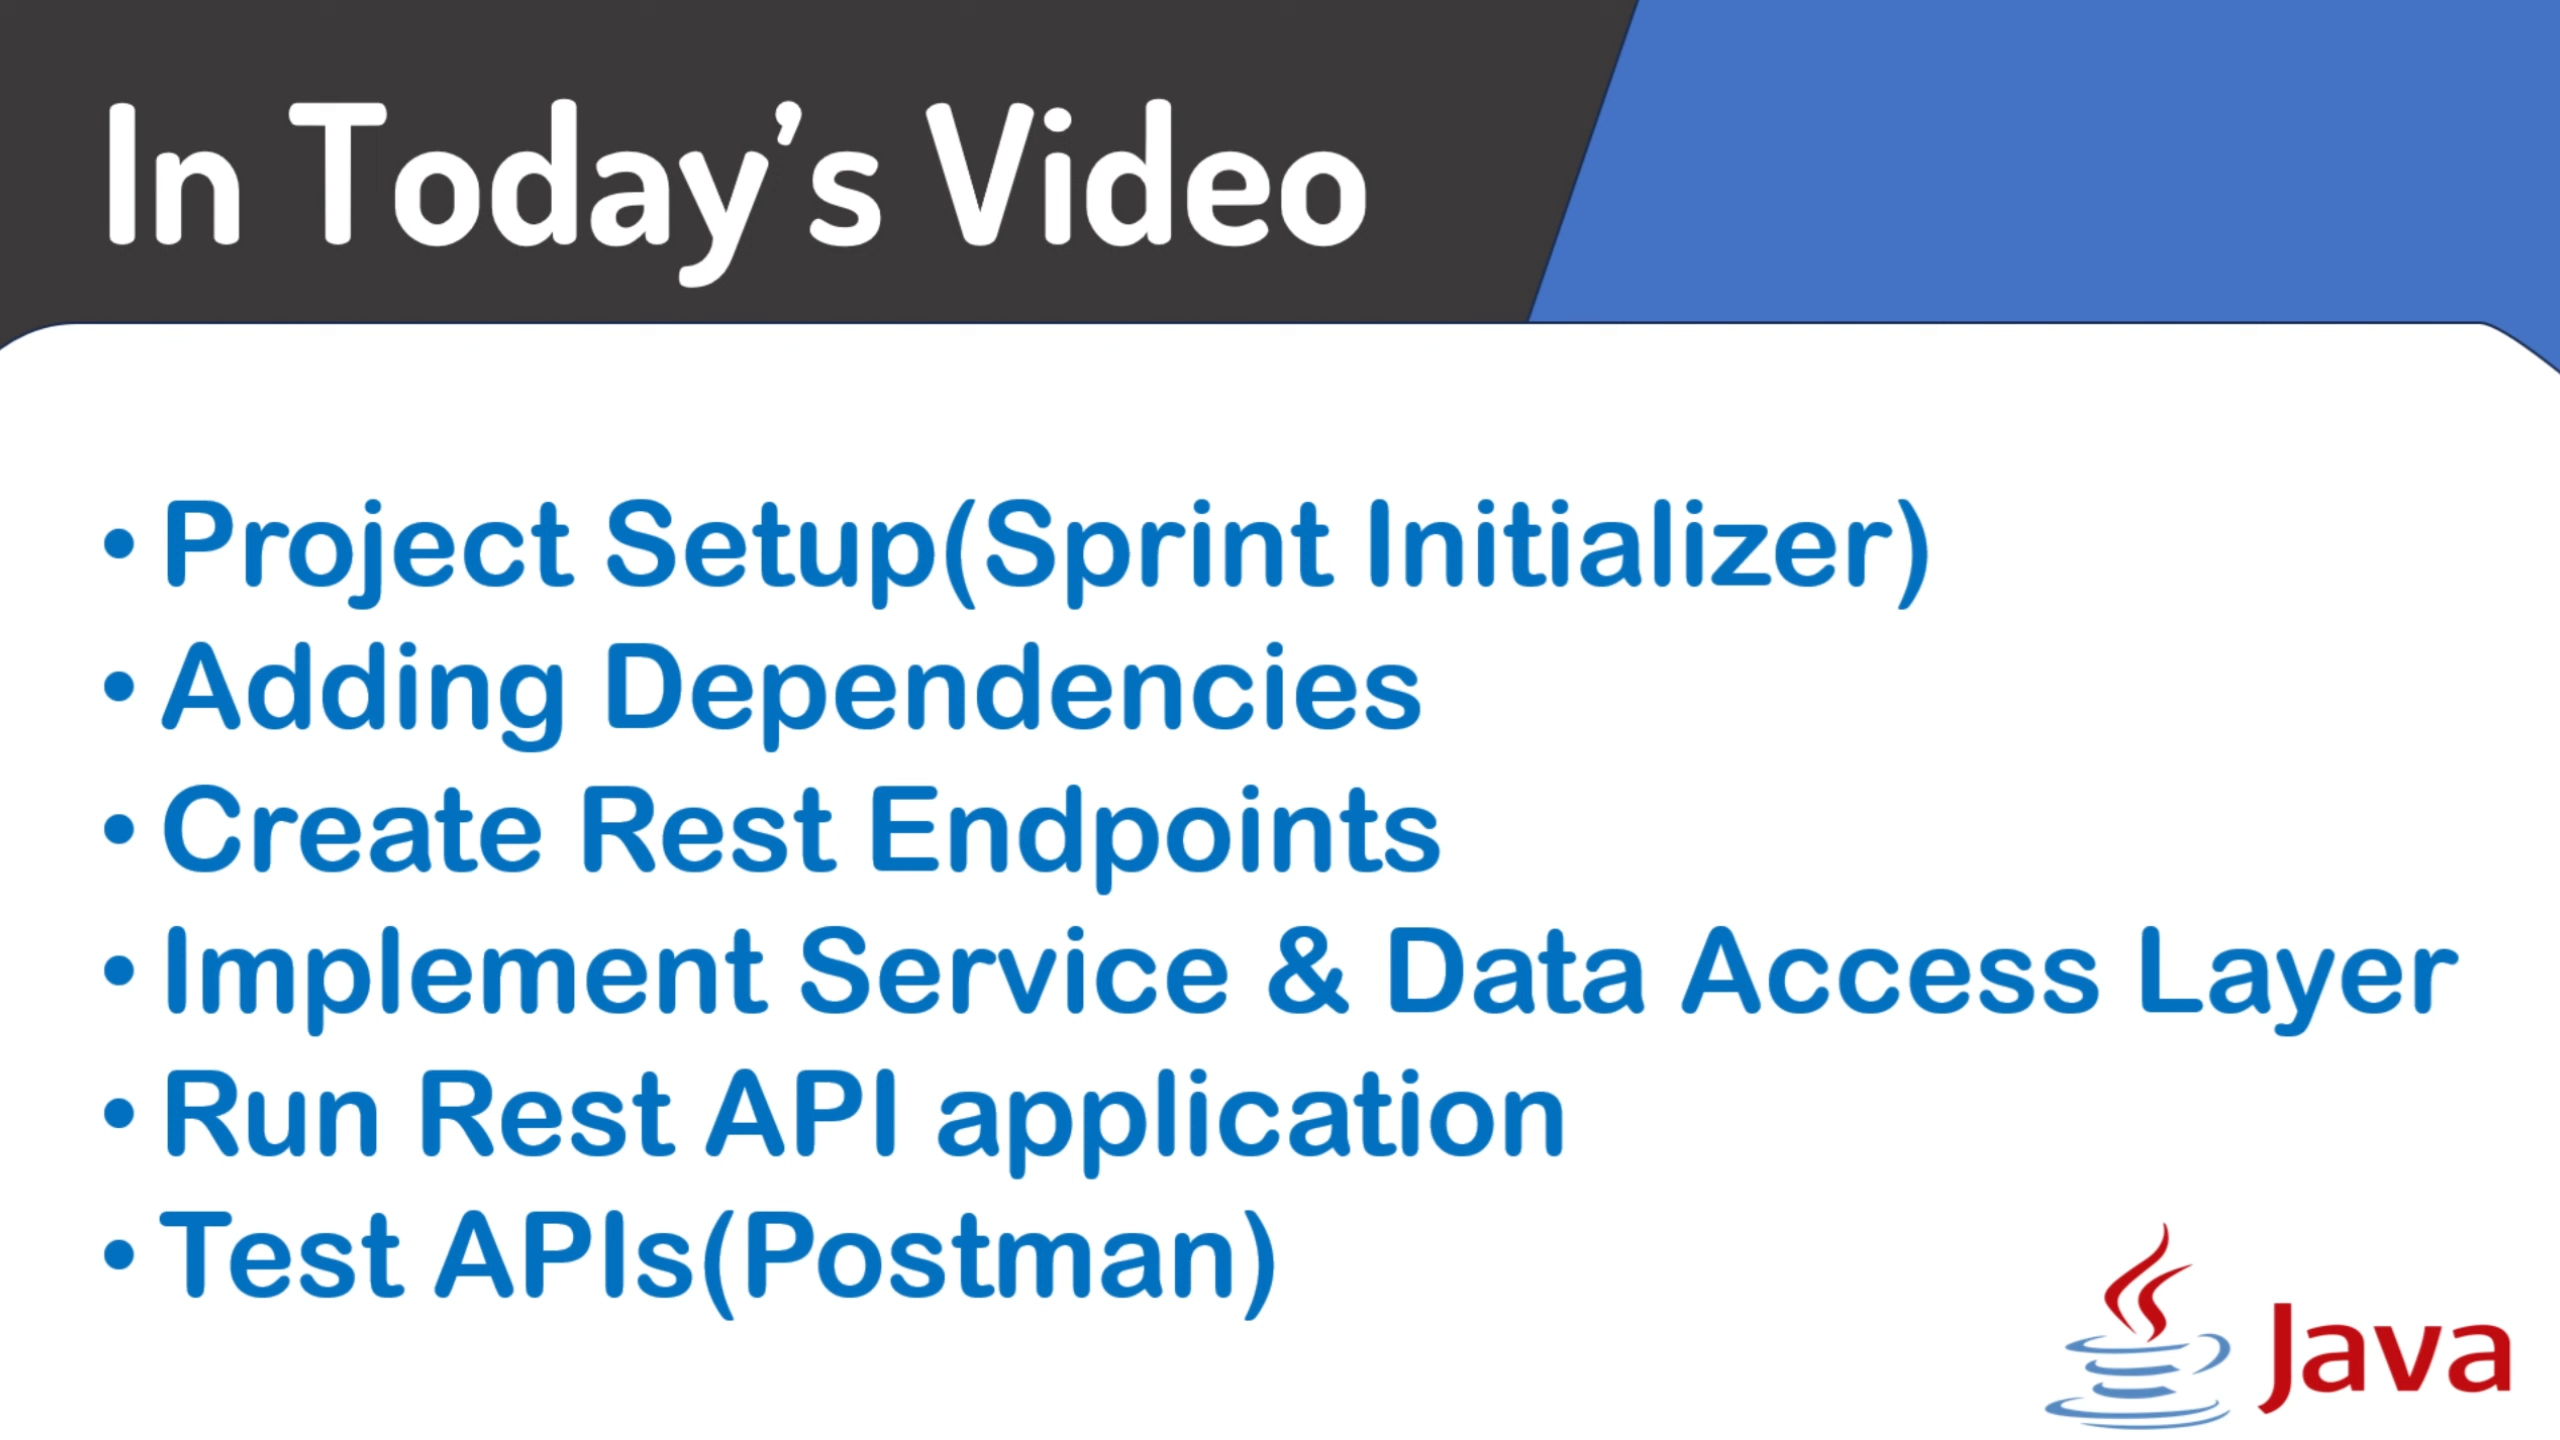 In Today’s Video
• Project Setup(Sprint Initializer)
• Adding Dependencies
• Create Rest Endpoints
• Implement Service & Data Access Layer
• Run Rest API application
• Test APIs(Postman)
Java